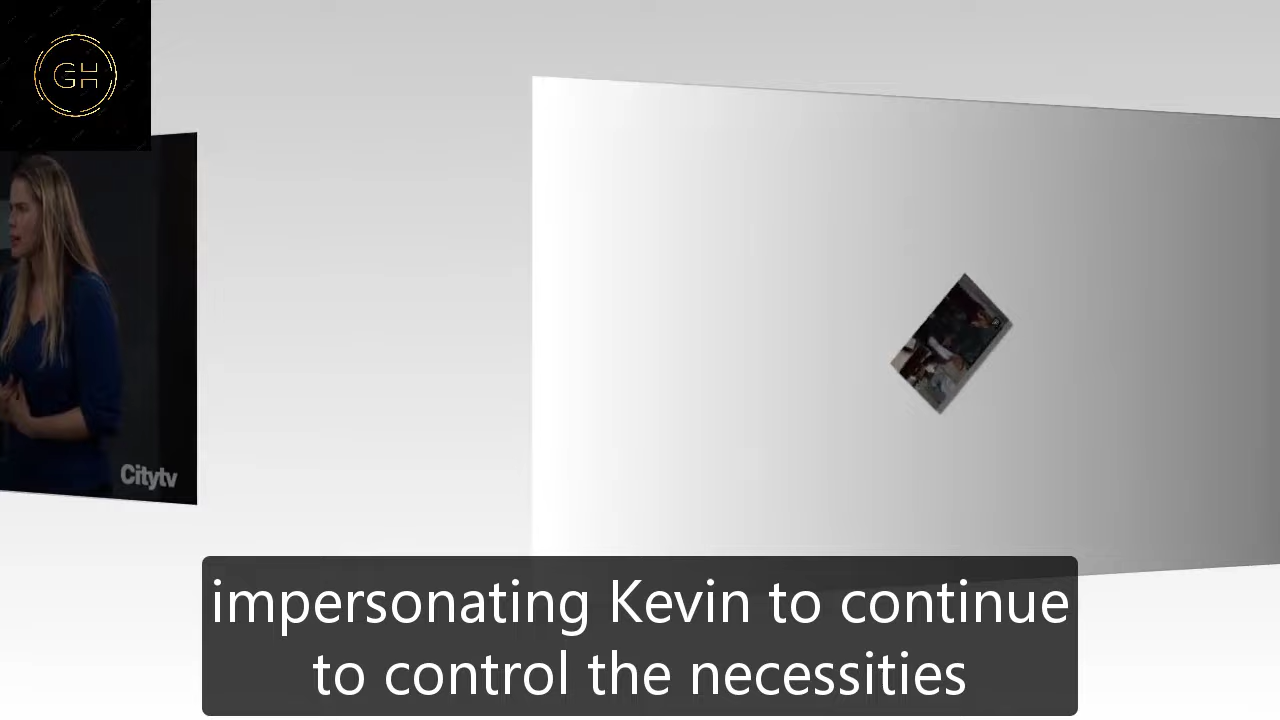 GH
Citytv
impersonating Kevin to continue
to control the necessities